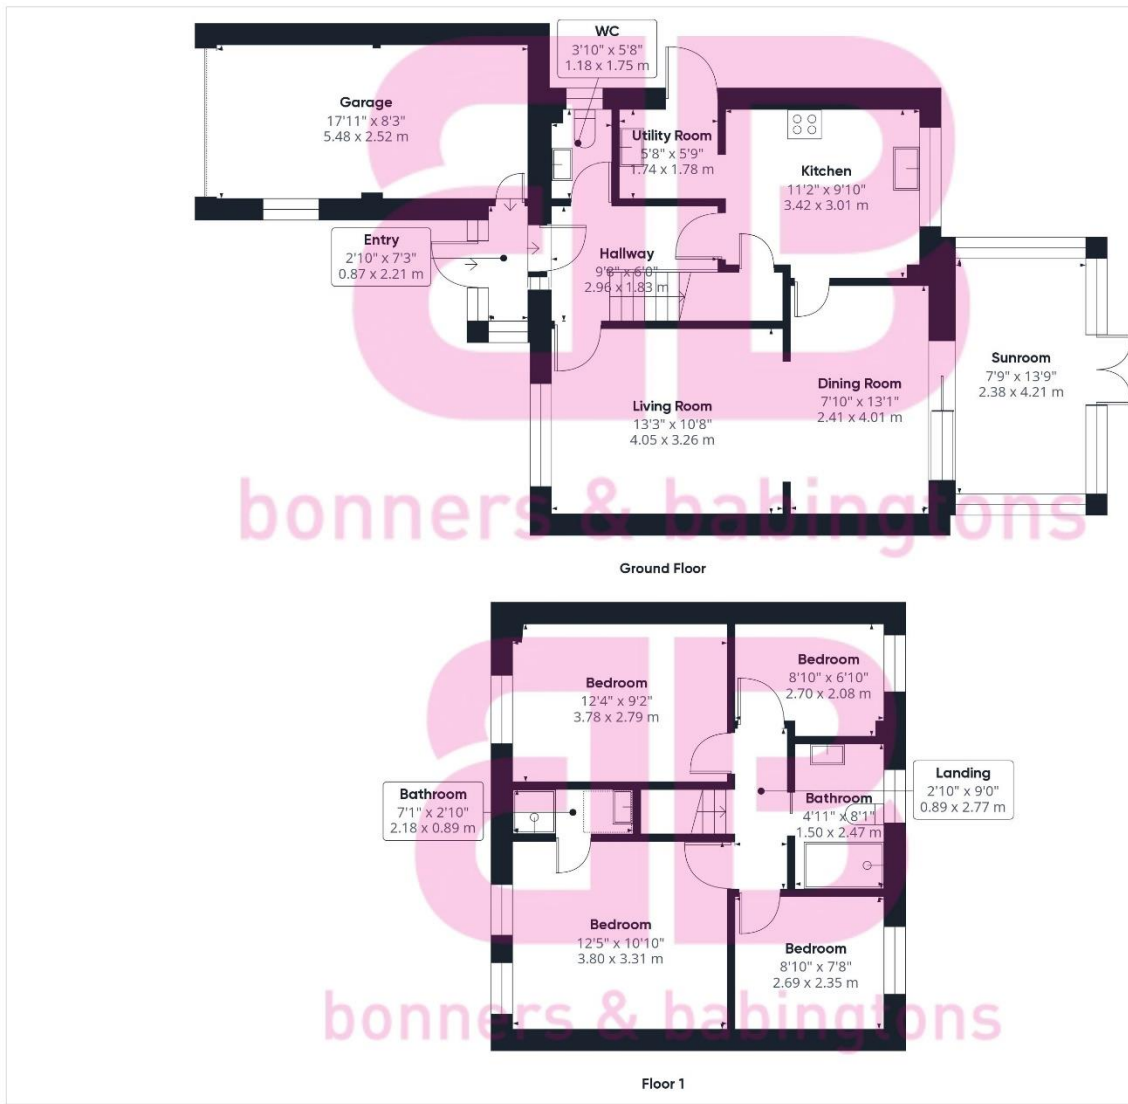 WC
3'10" x 5'8"
1.18 x 1.75 m
Garage
17'11" x 8'3"
5.48 x 2.52 m
Utility Room
5'8" x 5'9"
1.74 x 1.78 m
Kitchen
11'2" x 9'10"
3.42 x 3.01 m
Entry
2'10" x 7'3"
0.87 x 2.21 m
Hallway
9'8" x 6'0"
2.96 x 1.83 m
Sunroom
7'9" x 13'9"
2.38 x 4.21 m
Dining Room
7'10" x 13'1"
2.41 x 4.01 m
Living Room
13'3" x 10'8"
4.05 x 3.26 m
bonners & babingtons
Ground Floor
Bedroom
8'10" x 6'10"
2.70 x 2.08 m
Bedroom
12'4" x 9'2"
3.78 x 2.79 m
Landing
2'10" x 9'0"
0.89 x 2.77 m
Bathroom
7'1" x 2'10"
2.18 x 0.89 m
Bathroom
4'11" x 8'1"
1.50 x 2.47 m
Bedroom
12'5" x 10'10"
3.80 x 3.31 m
Bedroom
8'10" x 7'8"
2.69 x 2.35 m
bonners & babingtons
Floor 1